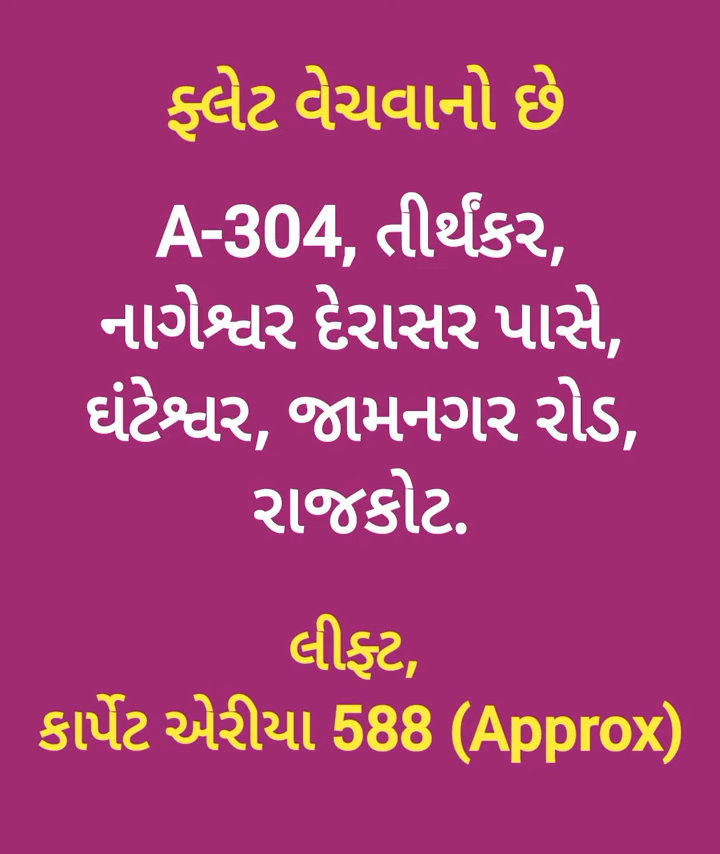 ફ્લેટ વેચવાનો છે
A-304, તીર્થંકર,
નાગેશ્વર દેરાસર પાસે,
ઘંટેશ્વર, જામનગર રોડ,
રાજકોટ.
લીફ્ટ,
કાર્પેટ એરીયા 588 (Approx)